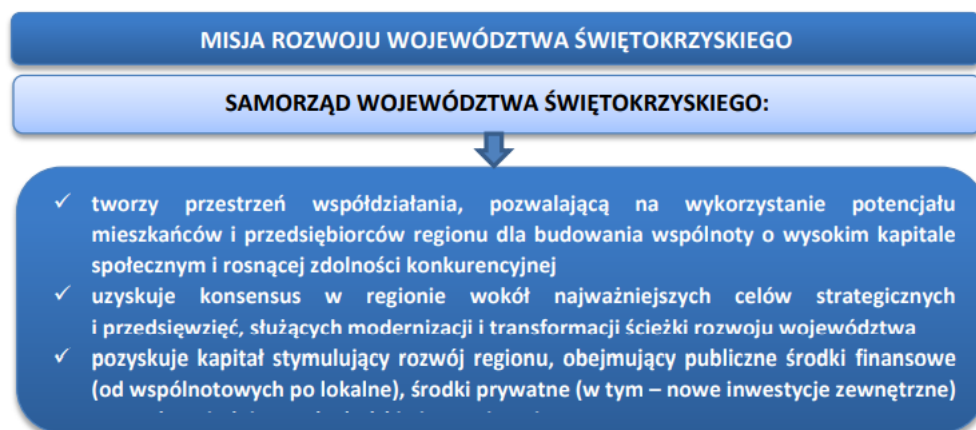 MISJA ROZWOJU WOJEWÓDZTWA ŚWIĘTOKRZYSKIEGO
SAMORZĄD WOJEWÓDZTWA ŚWIĘTOKRZYSKIEGO:
✓ tworzy przestrzeń współdziałania, pozwalającą na wykorzystanie potencjału
mieszkańców i przedsiębiorców regionu dla budowania wspólnoty o wysokim kapitale
społecznym i rosnącej zdolności konkurencyjnej
✓ uzyskuje konsensus w regionie wokół najważniejszych celów strategicznych
i przedsięwzięć, służących modernizacji i transformacji ścieżki rozwoju województwa
✓ pozyskuje kapitał stymulujący rozwój regionu, obejmujący publiczne środki finansowe
(od wspólnotowych po lokalne), środki prywatne (w tym – nowe inwestycje zewnętrzne)